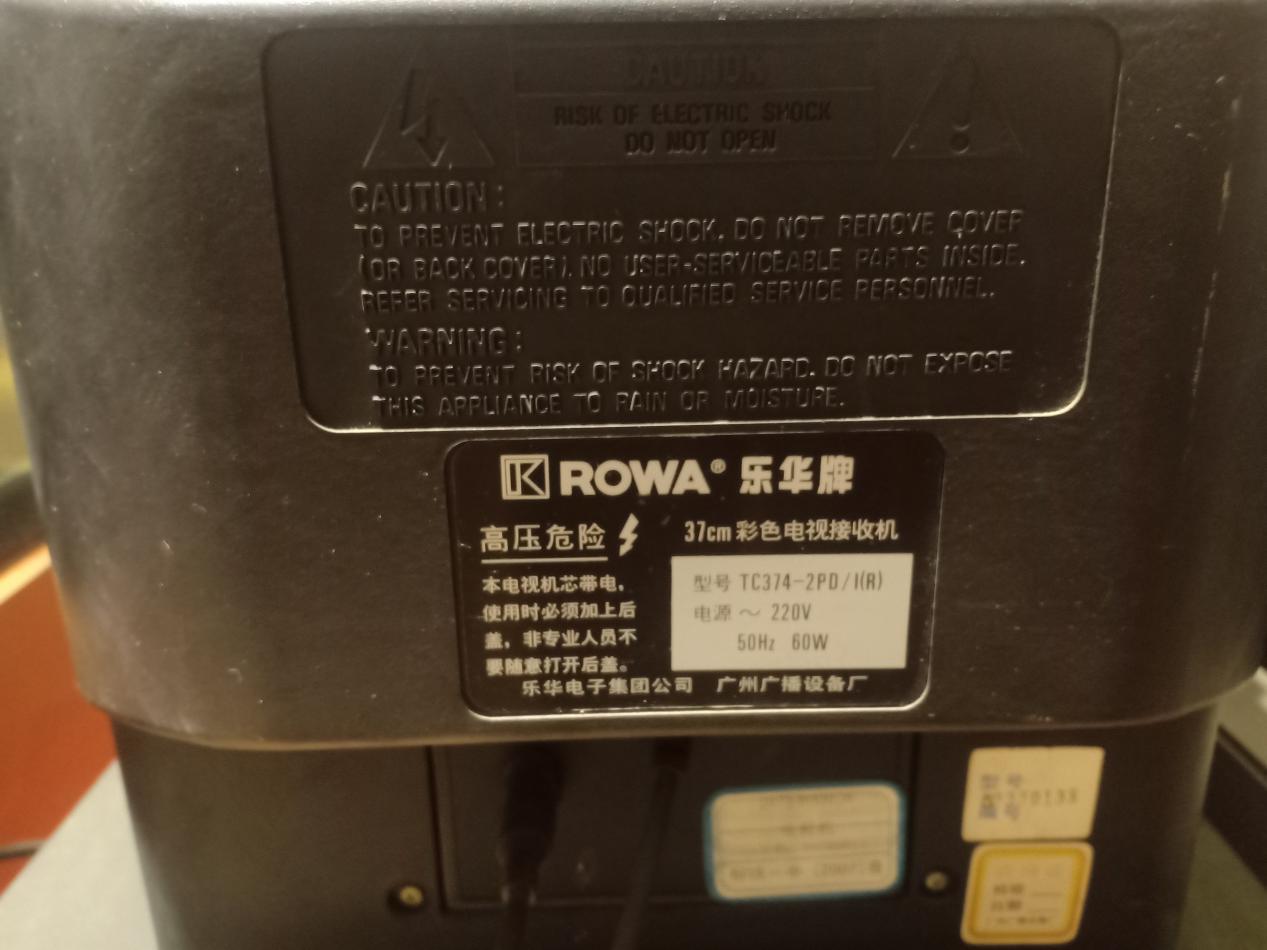 CAUTION
RISK OF ELECTRIC SHOCK
DO NOT OPEN
CAUTION:
TO PREVENT ELECTRIC SHOCK. DO NOT REMOVE COVER
(OR BACK COVER). NO USER-SERVICEABLE PARTS INSIDE.
REFER SERVICING TO QUALIFIED SERVICE PERSONNEL.
WARNING:
TO PREVENT RISK OF SHOCK HAZARD. DO NOT EXPOSE
THIS APPLIANCE TO RAIN OR MOISTURE.
ROWA® 乐华牌
高压危险
本电视机芯带电,
使用时必须加上后
盖, 非专业人员不
要随意打开后盖。
37cm 彩色电视接收机
型号 TC374-2PD/I(R)
电源 ~ 220V
50Hz 60W
乐华电子集团公司 广州广播设备厂
型号